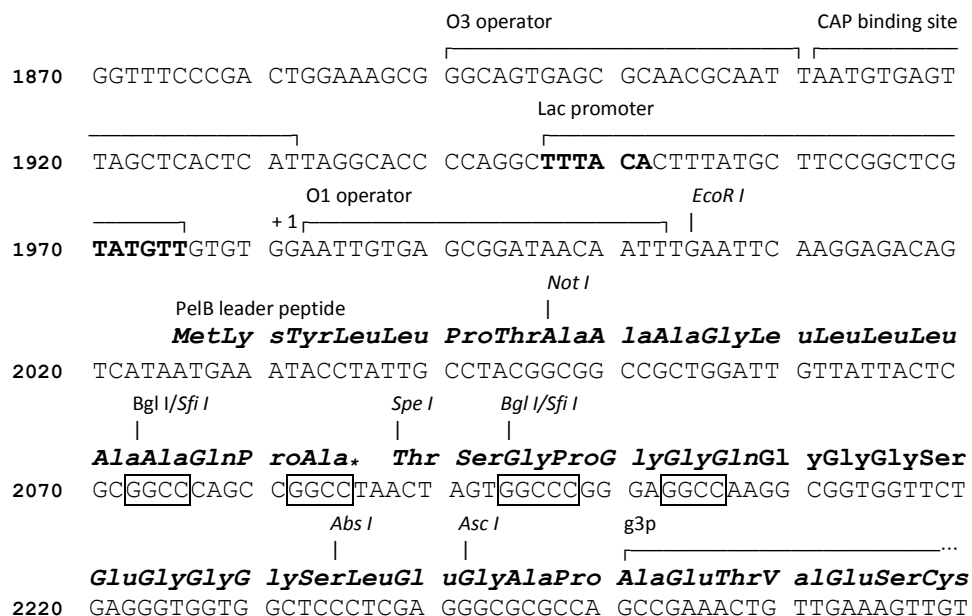 O3 operator CAP binding site
1870 GGTTTCCCGA CTGGAAAGCG GGCAGTGAGC GCAACGCAAT TAATGTGAGT
Lac promoter
1920 TAGCTCACTC ATTAGGCACC CCAGGCTTTA CACTTTATGC TTCCGGCTCG
O1 operator EcoR I
+ 1
1970 TATGTTGTGT GGAATTGTGA GCGGATAACA ATTTGAATTC AAGGAGACAG
Not I
PelB leader peptide
MetLy sTyrLeuLeu ProThrAlaA laAlaGlyLe uLeuLeuLeu
2020 TCATAATGAA ATACCTATTG CCTACGGCGG CCGCTGGATT GTTATTACTC
Bgl I/Sfi I Spe I Bgl I/Sfi I
AlaAlaGlnP roAla* Thr SerGlyProG lyGlyGlnGl yGlyGlySer
2070 GCGGCCCAGC CGGCCTAACT AGTGGCCCGG GAGGCCAAGG CGGTGGTTCT
Abs I Asc I g3p
...
GluGlyGlyG lySerLeuGl uGlyAlaPro AlaGluThrV alGluSerCys
2220 GAGGGTGGTG GCTCCCTCGA GGGCGCGCCA GCCGAAACTG TTGAAAGTTGT